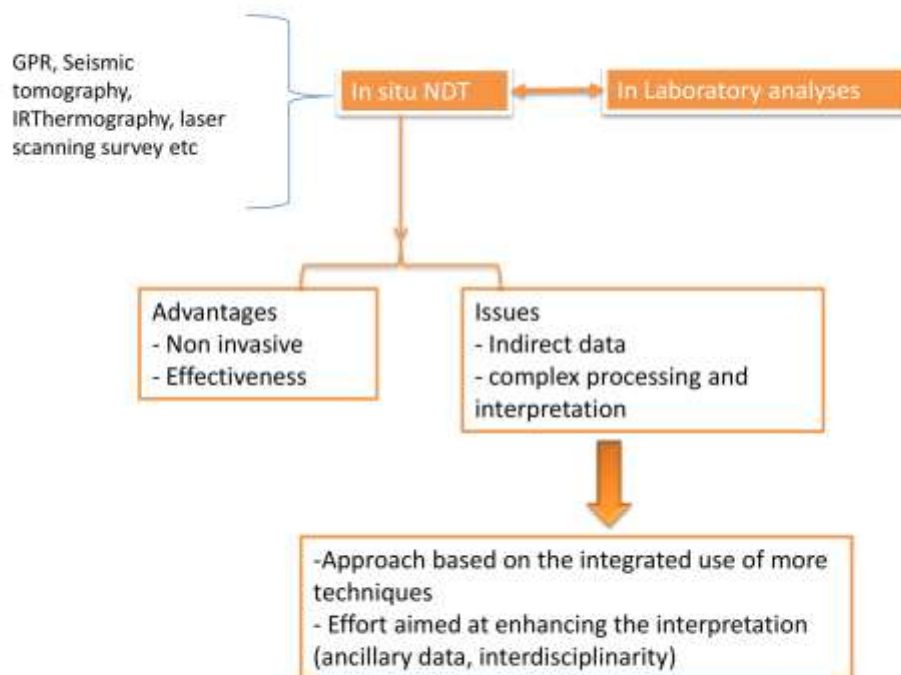 GPR, Seismic
tomography,
IRThermography, laser
scanning survey etc
In situ NDT
In Laboratory analyses
Advantages
- Non invasive
- Effectiveness
Issues
- Indirect data
- complex processing and
interpretation
-Approach based on the integrated use of more
techniques
- Effort aimed at enhancing the interpretation
(ancillary data, interdisciplinarity)